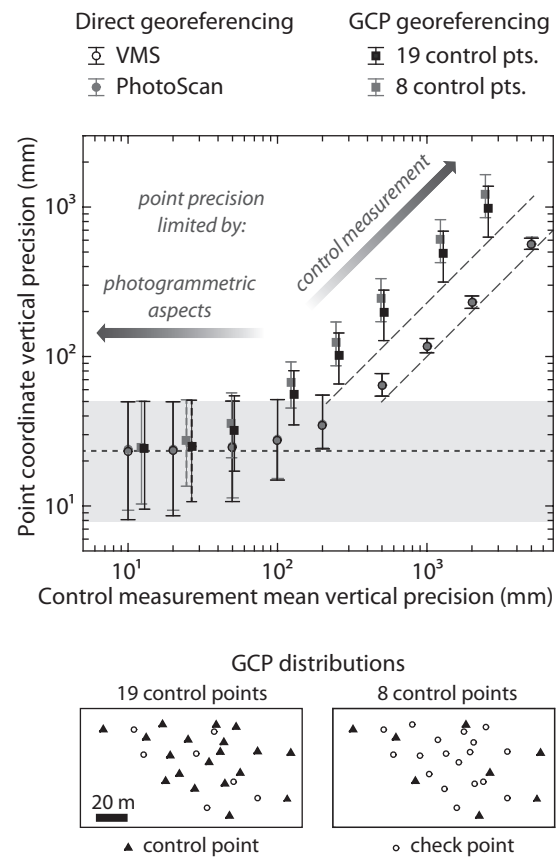 Direct georeferencing
VMS
PhotoScan
GCP georeferencing
19 control pts.
8 control pts.
Point coordinate vertical precision (mm)
10³
10²
10¹
point precision
limited by:
photogrammetric
aspects
control measurement
10¹ 10² 10³
Control measurement mean vertical precision (mm)
GCP distributions
19 control points
8 control points
20 m
control point
check point